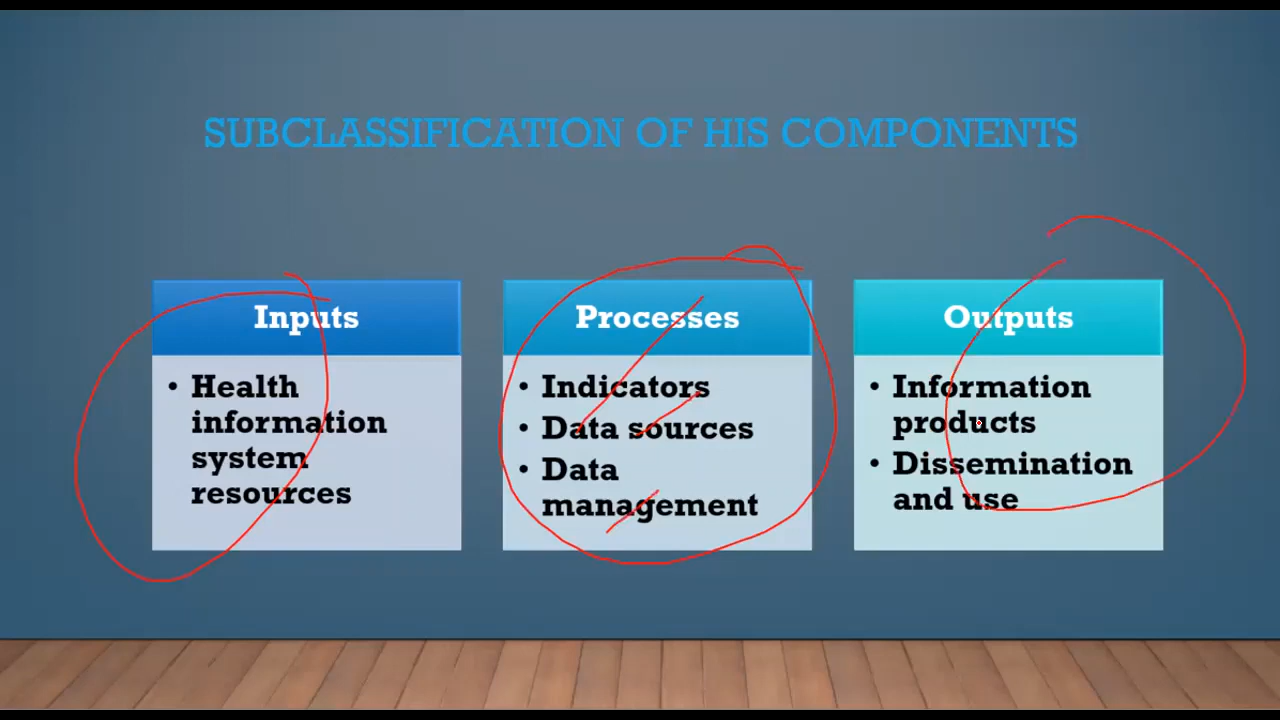 SUBCLASSIFICATION OF HIS COMPONENTS
Inputs
• Health
information
system
resources
Processes
• Indicators
• Data sources
• Data
management
Outputs
• Information
products
• Dissemination
and use